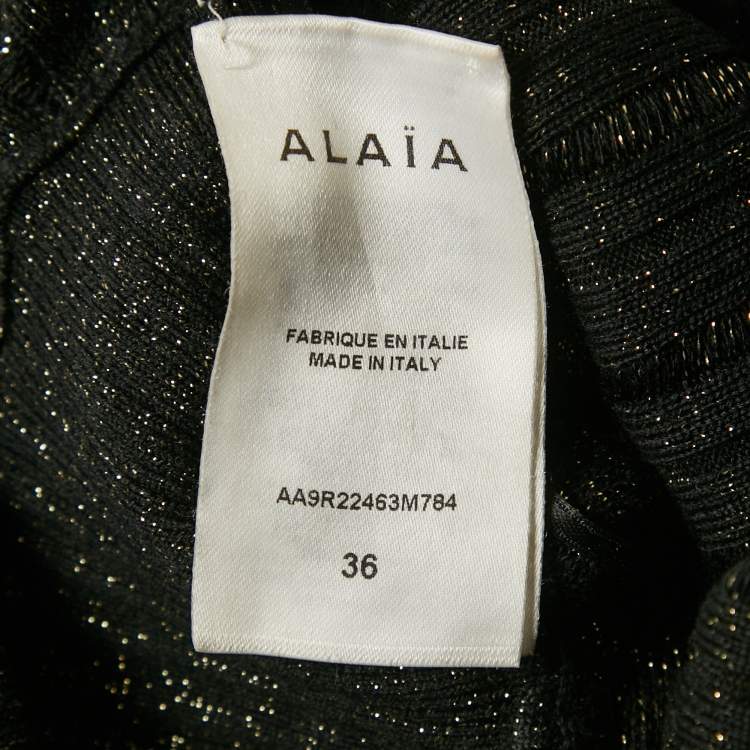 ALAÏA
FABRIQUE EN ITALIE
MADE IN ITALY
AA9R22463M784
36